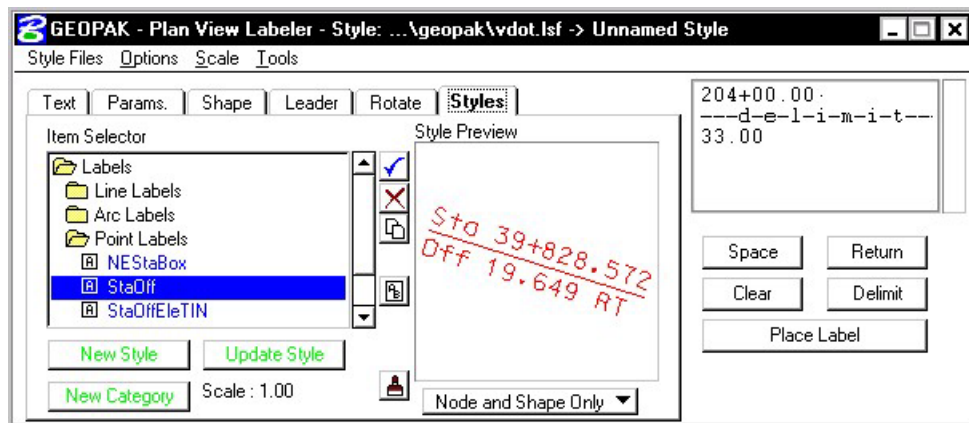 GEOPAK - Plan View Labeler - Style: ...\geopak\vdot.lsf -> Unnamed Style
Style Files Options Scale Tools
Text Params. Shape Leader Rotate Styles
Item Selector
Labels
Line Labels
Arc Labels
Point Labels
NEStaBox
StaOff
StaOffEleTIN
New Style Update Style
New Category Scale : 1.00
Style Preview
Sta 39+828.572
Off 19.649 RT
Node and Shape Only
204+00.00
---d-e-l-i-m-i-t---
33.00
Space Return
Clear Delimit
Place Label